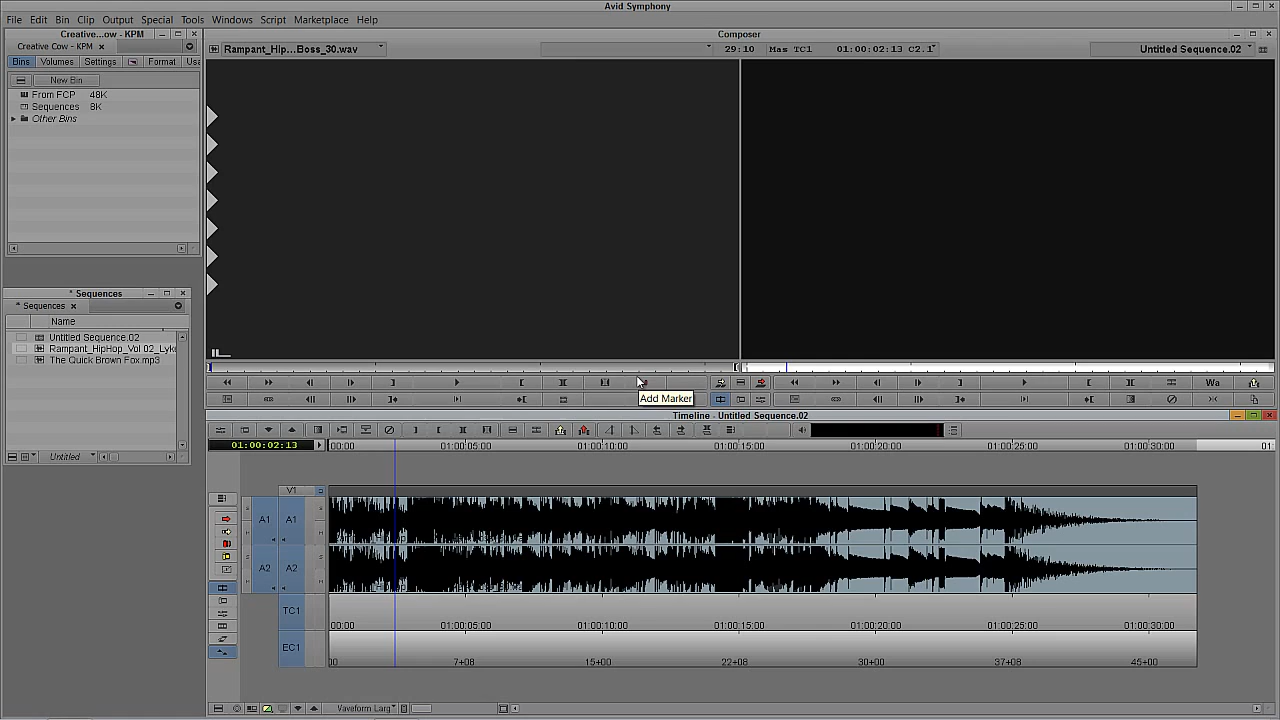 Avid Symphony
File Edit Bin Clip Output Special Tools Windows Script Marketplace Help
Creative...ow - KPM
Composer
Creative Cow - KPM
Rampant_Hip...Boss_30.wav
29:10 Mas TC1 01:00:02:13 C2.1
Untitled Sequence.02
Bins Volumes Settings Format Us
New Bin
From FCP 48K
Sequences 8K
Other Bins
* Sequences
* Sequences
Name
Untitled Sequence.02
Rampant_HipHop_Vol 02_Lyk
The Quick Brown Fox.mp3
Untitled
Wa
Add Marker
Timeline - Untitled Sequence.02
01:00:02:13
00:00 01:00:05:00 01:00:10:00 01:00:15:00 01:00:20:00 01:00:25:00 01:00:30:00 01:
V1
A1 A1
A2 A2
TC1
00:00 01:00:05:00 01:00:10:00 01:00:15:00 01:00:20:00 01:00:25:00 01:00:30:00
EC1
00 7+08 15+00 22+08 30+00 37+08 45+00
Waveform Larg